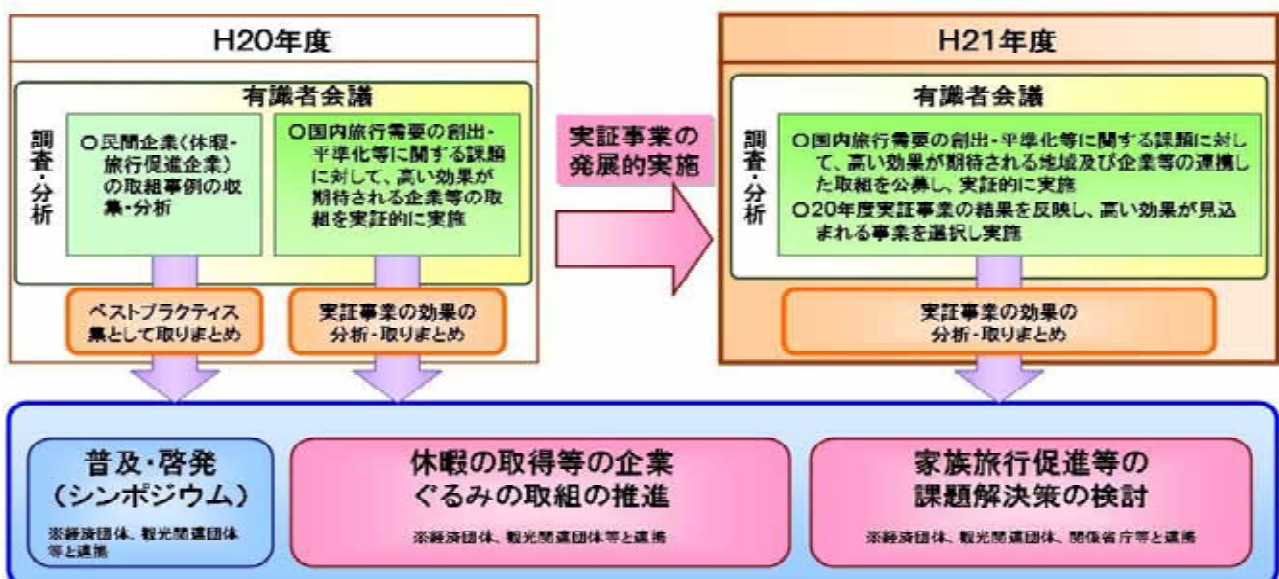 H20年度
有識者会議
調査・分析
○民間企業(休暇・
旅行促進企業)
の取組事例の収
集・分析
○国内旅行需要の創出・
平準化等に関する課題
に対して、高い効果が
期待される企業等の取
組を実証的に実施
ベストプラクティス
集として取りまとめ
実証事業の効果の
分析・取りまとめ
実証事業の
発展的実施
H21年度
有識者会議
調査・分析
○国内旅行需要の創出・平準化等に関する課題に対し
て、高い効果が期待される地域及び企業等の連携し
た取組を公募し、実証的に実施
○20年度実証事業の結果を反映し、高い効果が見込
まれる事業を選択し実施
実証事業の効果の
分析・取りまとめ
普及・啓発
(シンポジウム)
※経済団体、観光関連団体
等と連携
休暇の取得等の企業
ぐるみの取組の推進
※経済団体、観光関連団体等と連携
家族旅行促進等の
課題解決策の検討
※経済団体、観光関連団体、関係省庁等と連携